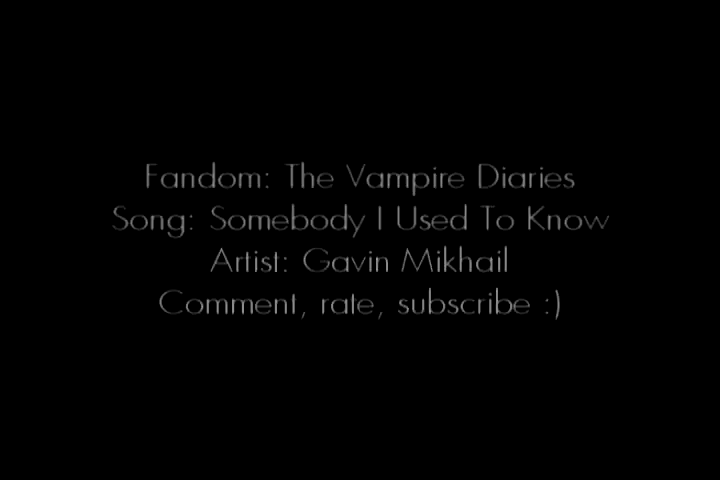 Fandom: The Vampire Diaries
Song: Somebody I Used To Know
Artist: Gavin Mikhail
Comment, rate, subscribe :)